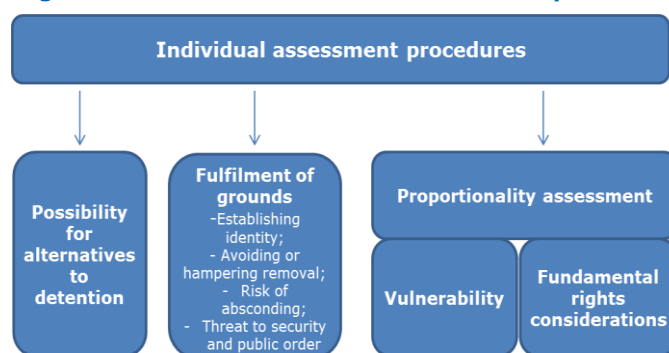 Individual assessment procedures
Possibility
for
alternatives
to
detention
Fulfilment of
grounds
-Establishing
identity;
- Avoiding or
hampering removal;
- Risk of
absconding;
- Threat to security
and public order
Proportionality assessment
Vulnerability
Fundamental
rights
considerations